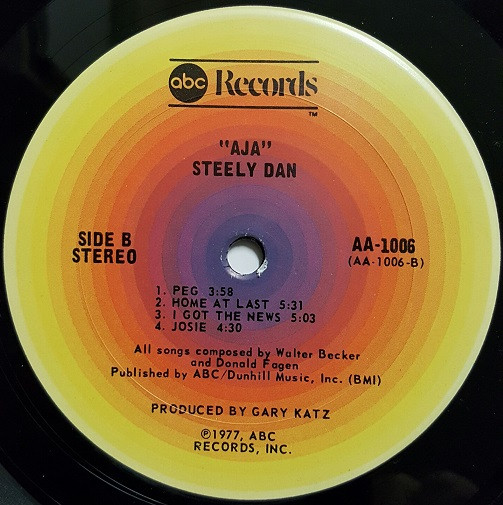 abc Records
TM
"AJA"
STEELY DAN
SIDE B
STEREO
AA-1006
(AA-1006-B)
1. PEG 3:58
2. HOME AT LAST 5:31
3. I GOT THE NEWS 5:03
4. JOSIE 4:30
All songs composed by Walter Becker
and Donald Fagen
Published by ABC/Dunhill Music, Inc. (BMI)
PRODUCED BY GARY KATZ
℗1977, ABC
RECORDS, INC.